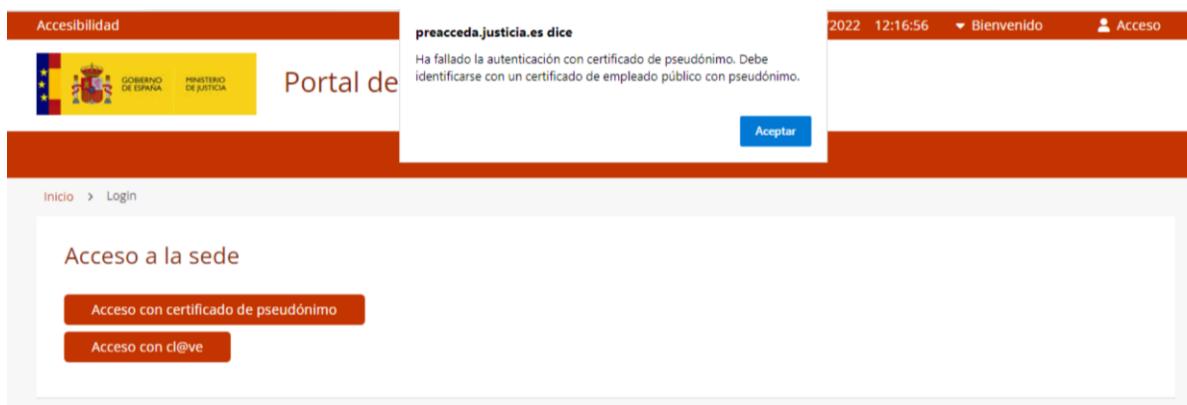 Accesibilidad
/2022 12:16:56
Bienvenido
Acceso
preacceda.justicia.es dice
Ha fallado la autenticación con certificado de pseudónimo. Debe
identificarse con un certificado de empleado público con pseudónimo.
Aceptar
GOBIERNO
DE ESPAÑA
MINISTERIO
DE JUSTICIA
Portal de
Inicio > Login
Acceso a la sede
Acceso con certificado de pseudónimo
Acceso con cl@ve